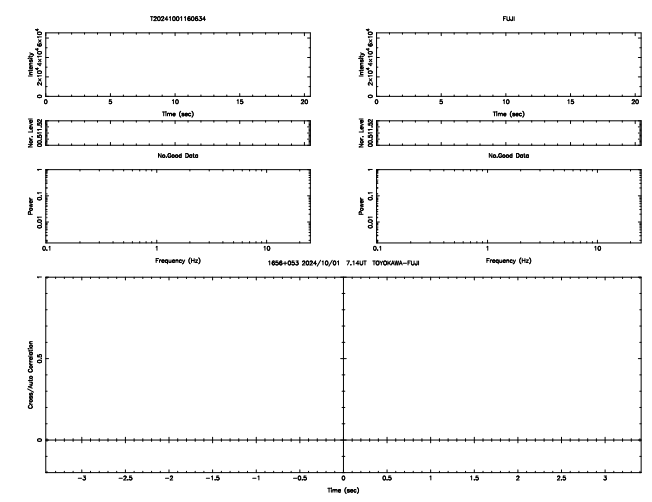 T20241001160634 FUJI
Intensity 0 2×10⁴ 4×10⁴ 6×10⁴
0 5 10 15 20
Time (sec)
Intensity 0 2×10⁴ 4×10⁴ 6×10⁴
0 5 10 15 20
Time (sec)
Nor. Level 00.511.52
Nor. Level 00.511.52
No.Good Data No.Good Data
Power 0.01 0.1 1
0.1 1 10
Frequency (Hz)
Power 0.01 0.1 1
0.1 1 10
Frequency (Hz)
1656+053 2024/10/01 7.14UT TOYOKAWA-FUJI
Cross/Auto Correlation 0 0.5 1
-3 -2.5 -2 -1.5 -1 -0.5 0 0.5 1 1.5 2 2.5 3
Time (sec)